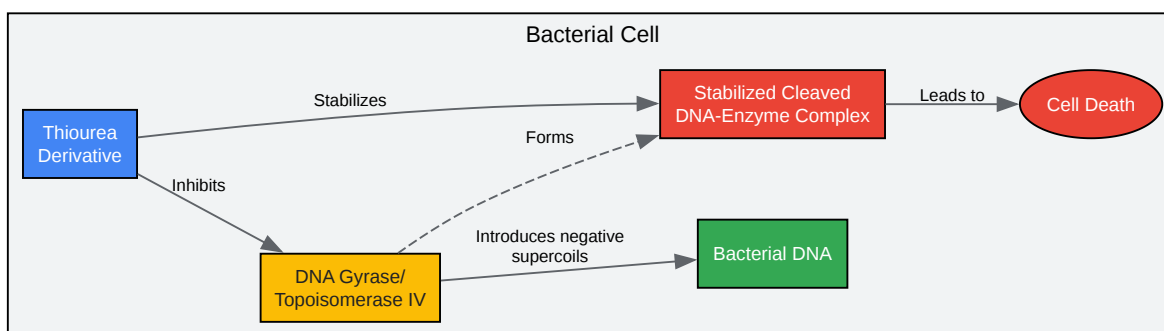 Bacterial Cell
Thiourea
Derivative
Stabilizes
Inhibits
Forms
Stabilized Cleaved
DNA-Enzyme Complex
Leads to
Cell Death
DNA Gyrase/
Topoisomerase IV
Introduces negative
supercoils
Bacterial DNA